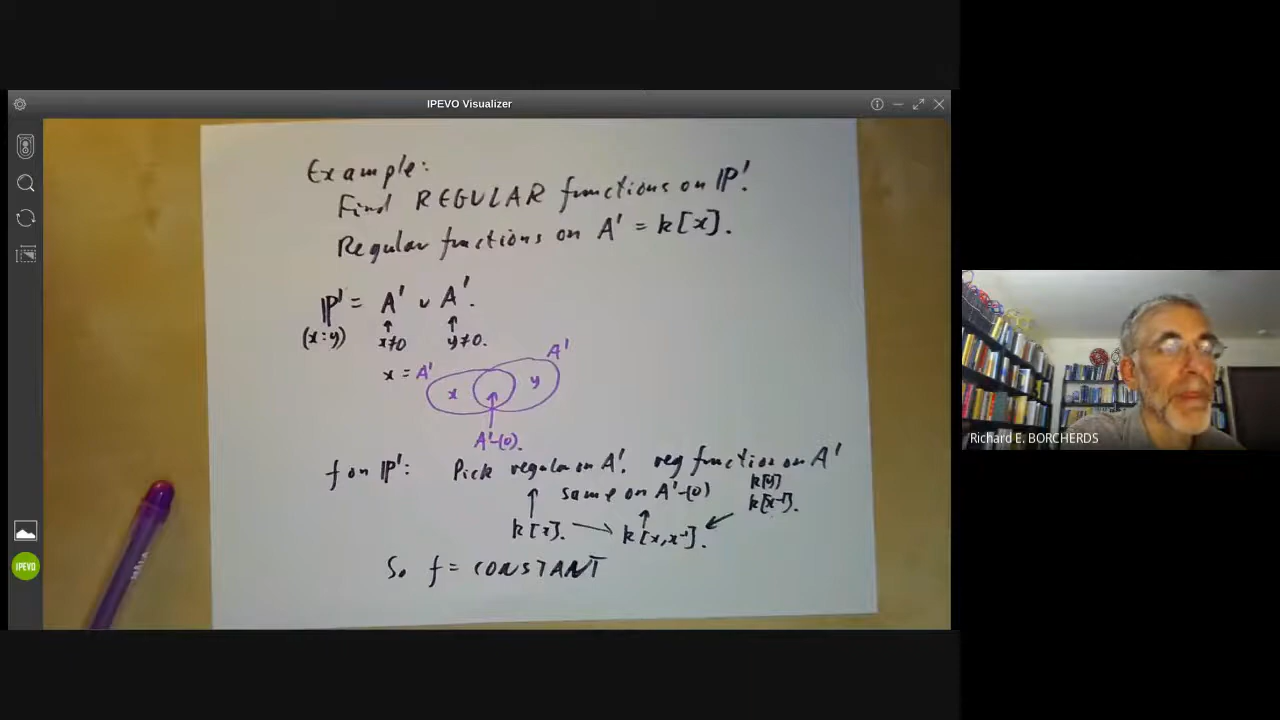 IPEVO Visualizer
Example:
Find REGULAR functions on ℙ¹.
Regular functions on A¹ = k[x].
ℙ¹ = A¹ ∪ A¹.
(x:y) ↑ ↑
x≠0 y≠0.
x = A¹ A¹
x y
A¹-(0).
f on ℙ¹: Pick regular on A¹. reg function on A¹
same on A¹-(0) k[y]
k[x⁻¹].
k[x]. → k[x,x⁻¹].
So f = CONSTANT
IPEVO
Richard E. BORCHERDS